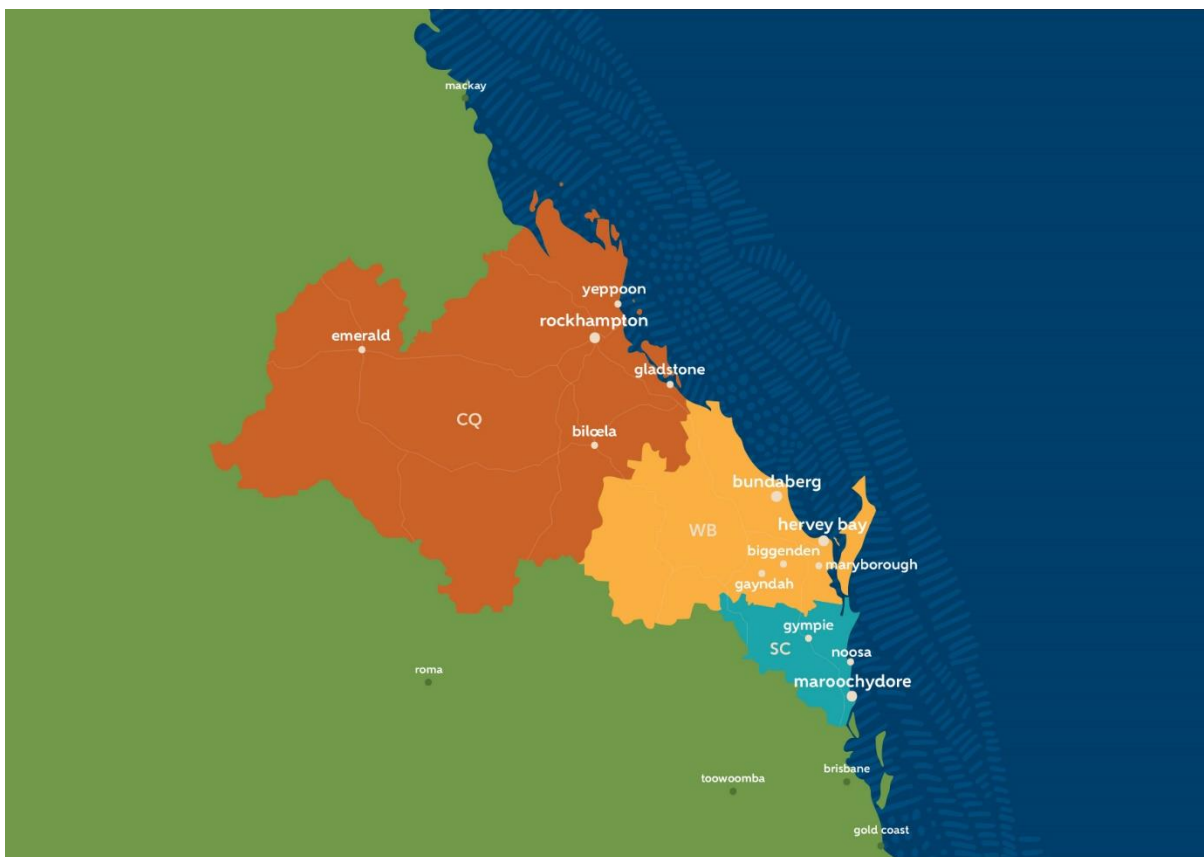 mackay
yeppoon
rockhampton
emerald
gladstone
CQ
bilœla
bundaberg
hervey bay
WB
biggenden
maryborough
gayndah
gympie
SC
noosa
roma
maroochydore
brisbane
toowoomba
gold coast